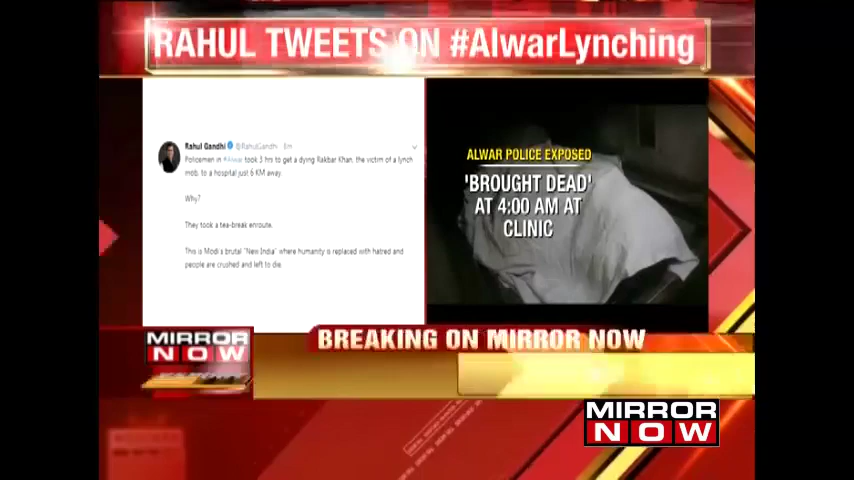 RAHUL TWEETS ON #AlwarLynching
Rahul Gandhi @RahulGandhi · 8m
Policemen in #Alwar took 3 hrs to get a dying Rakbar Khan, the victim of a lynch
mob, to a hospital just 6 KM away.
Why?
They took a tea-break enroute.
This is Modi's brutal "New India" where humanity is replaced with hatred and
people are crushed and left to die.
ALWAR POLICE EXPOSED
'BROUGHT DEAD'
AT 4:00 AM AT
CLINIC
MIRROR
NOW
BREAKING ON MIRROR NOW
MIRROR
NOW